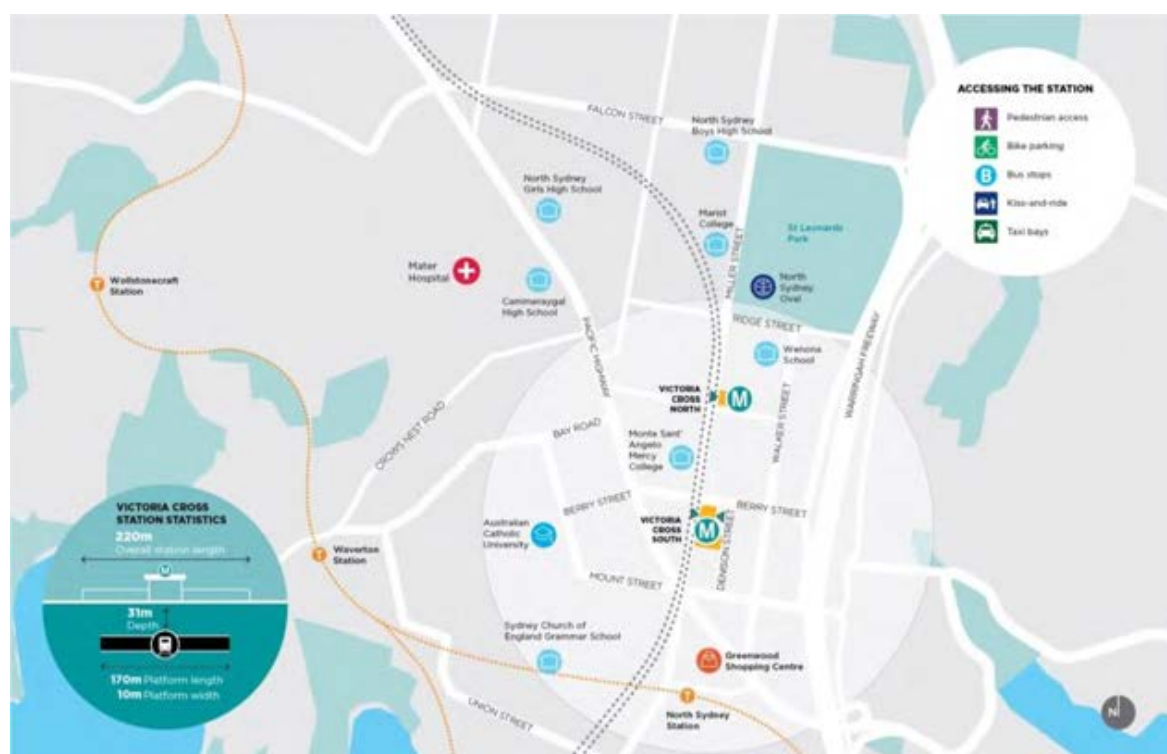 ACCESSING THE STATION
Pedestrian access
Bike parking
B
Bus stops
Kiss-and-ride
Taxi bays
FALCON STREET
North Sydney
Boys High School
North Sydney
Girls High School
Marist
College
St Leonards
Park
MILLER STREET
Mater
Hospital
T
Wollstonecraft
Station
Cammeraygal
High School
North
Sydney
Oval
PACIFIC HIGHWAY
RIDGE STREET
WARRINGAH FREEWAY
Wenona
School
VICTORIA
CROSS
NORTH
M
CROWS NEST ROAD
BAY ROAD
WALKER STREET
Monte Sant'
Angelo
Mercy
College
BERRY STREET
BERRY STREET
VICTORIA
CROSS
SOUTH
M
DENISON STREET
Australian
Catholic
University
T
Waverton
Station
MOUNT STREET
VICTORIA CROSS
STATION STATISTICS
220m
Overall station length
M
31m
Depth
170m Platform length
10m Platform width
Sydney Church of
England Grammar School
Greenwood
Shopping Centre
T
North Sydney
Station
UNION STREET
N